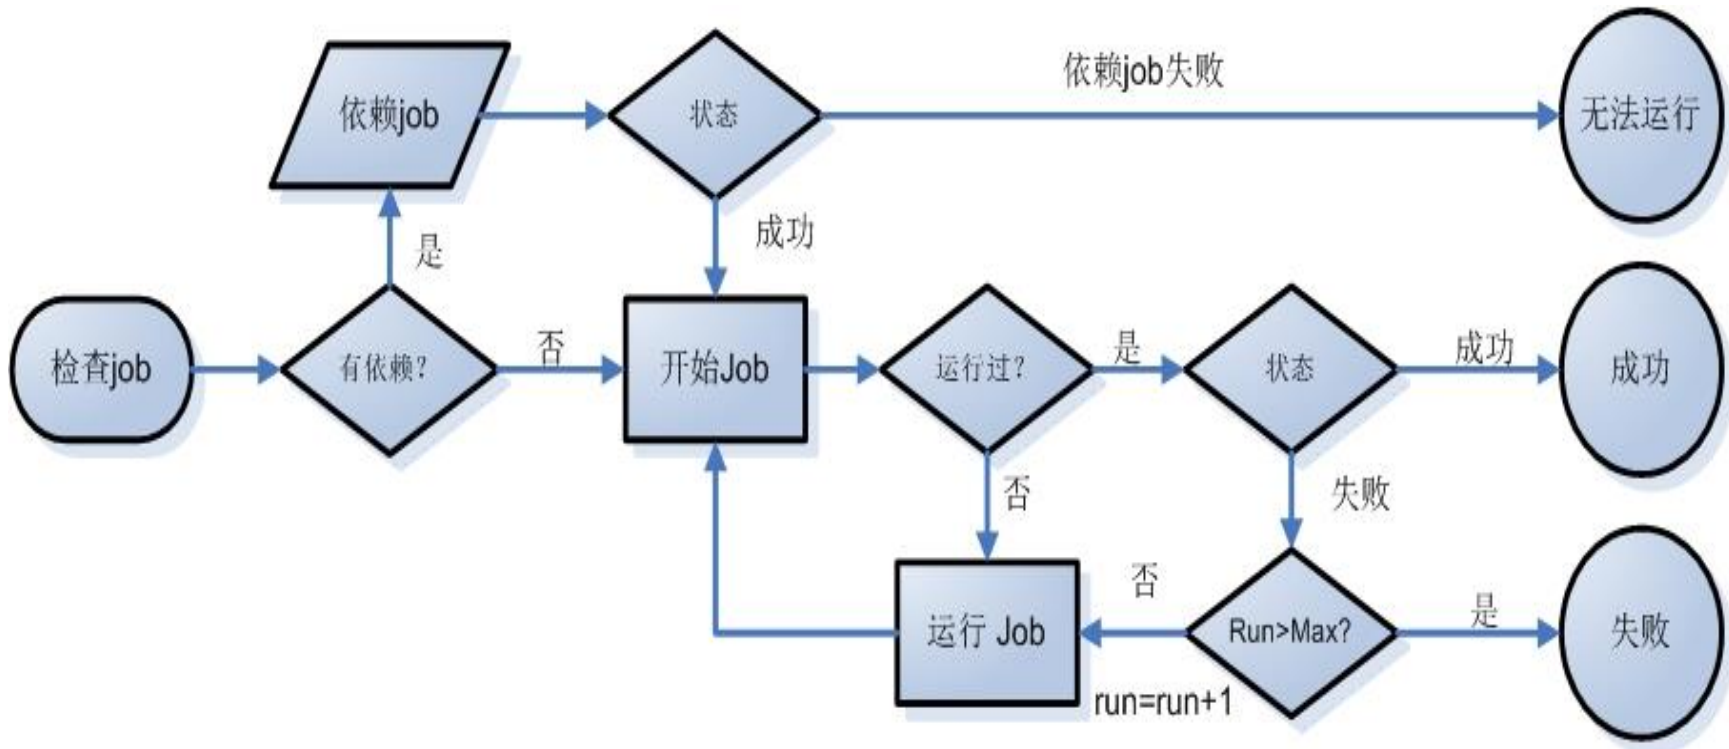 依赖job
状态
依赖job失败
无法运行
是
成功
检查job
有依赖?
否
开始Job
运行过?
是
状态
成功
成功
否
失败
运行 Job
否
Run>Max?
是
失败
run=run+1